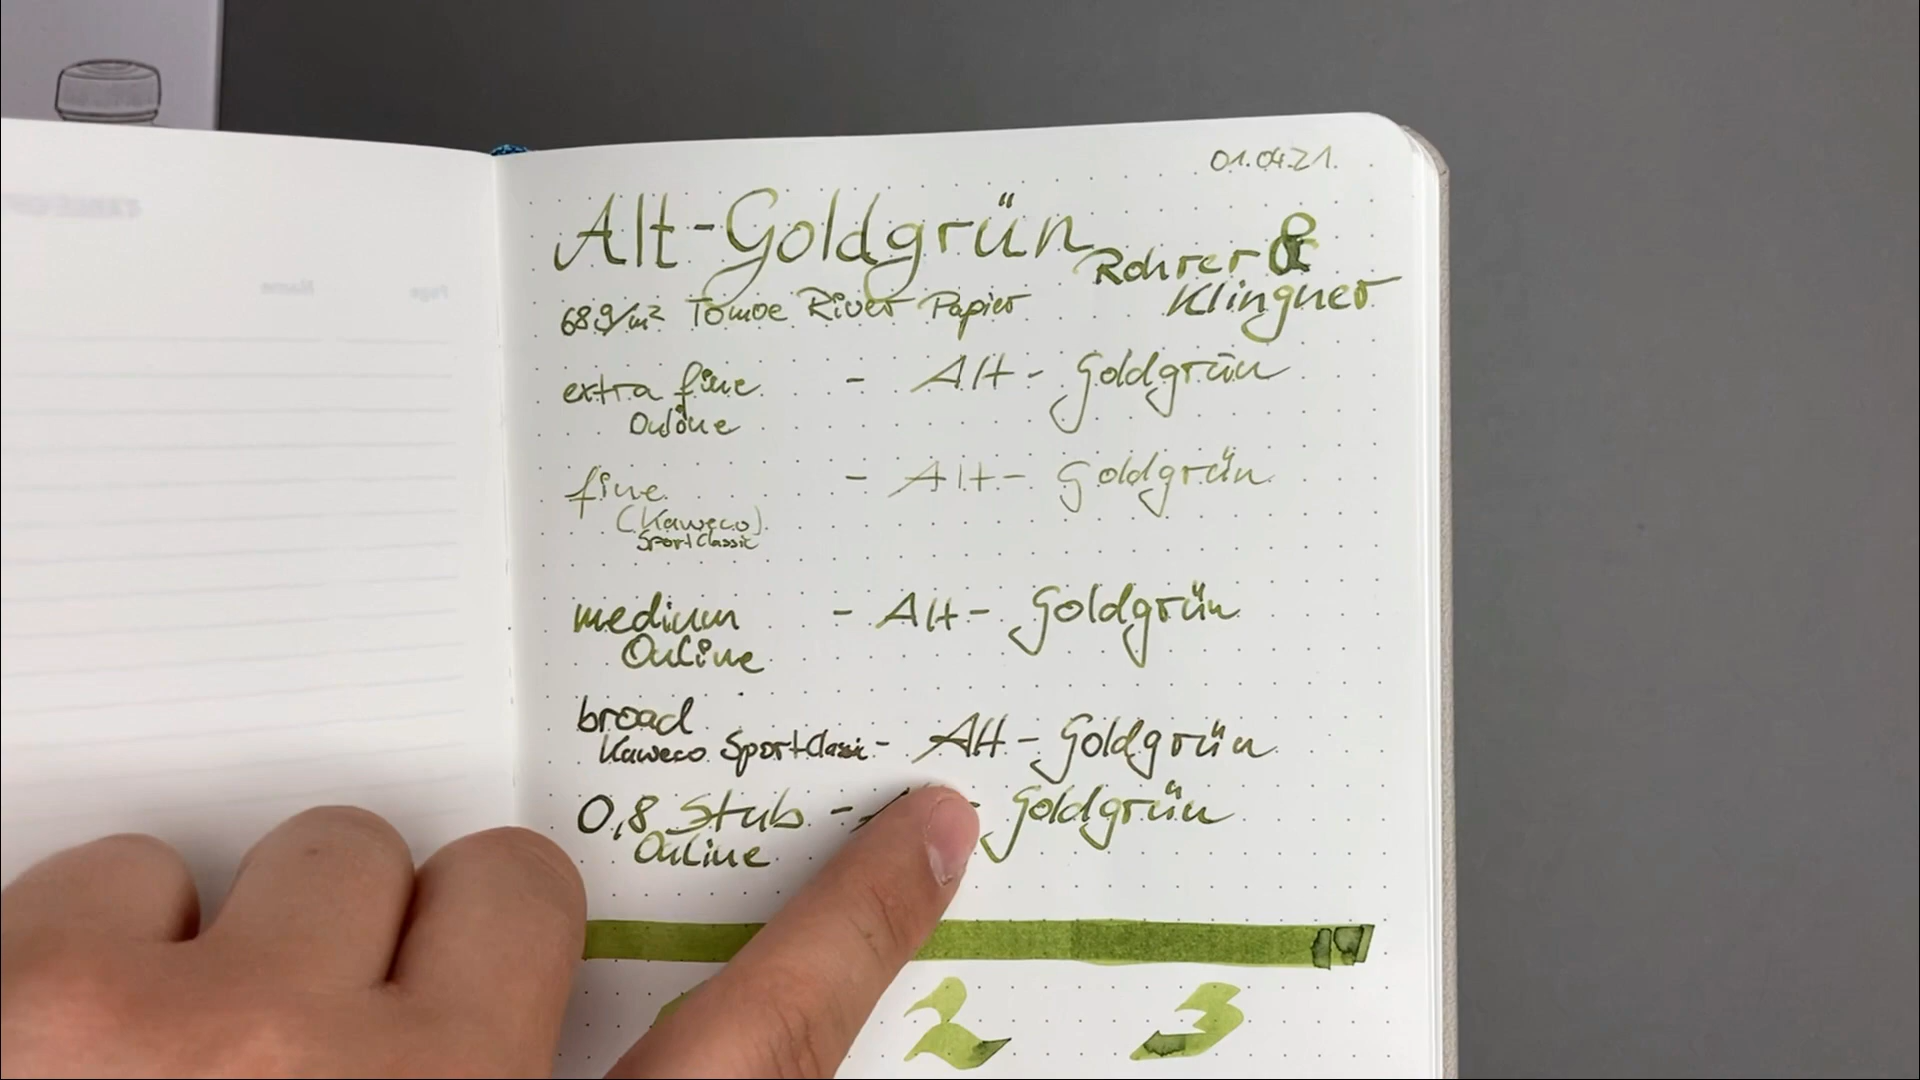 01.04.21.
Alt-Goldgrün
Rohrer &
Klingner
68g/m² Tomoe River Papier
extra fine - Alt-Goldgrün
Online
fine - Alt-Goldgrün
(Kaweco)
Sport Classic
medium - Alt-Goldgrün
Online
broad
Kaweco Sport Classic - Alt-Goldgrün
0,8 Stub - Goldgrün
Online
2 3
Name Page